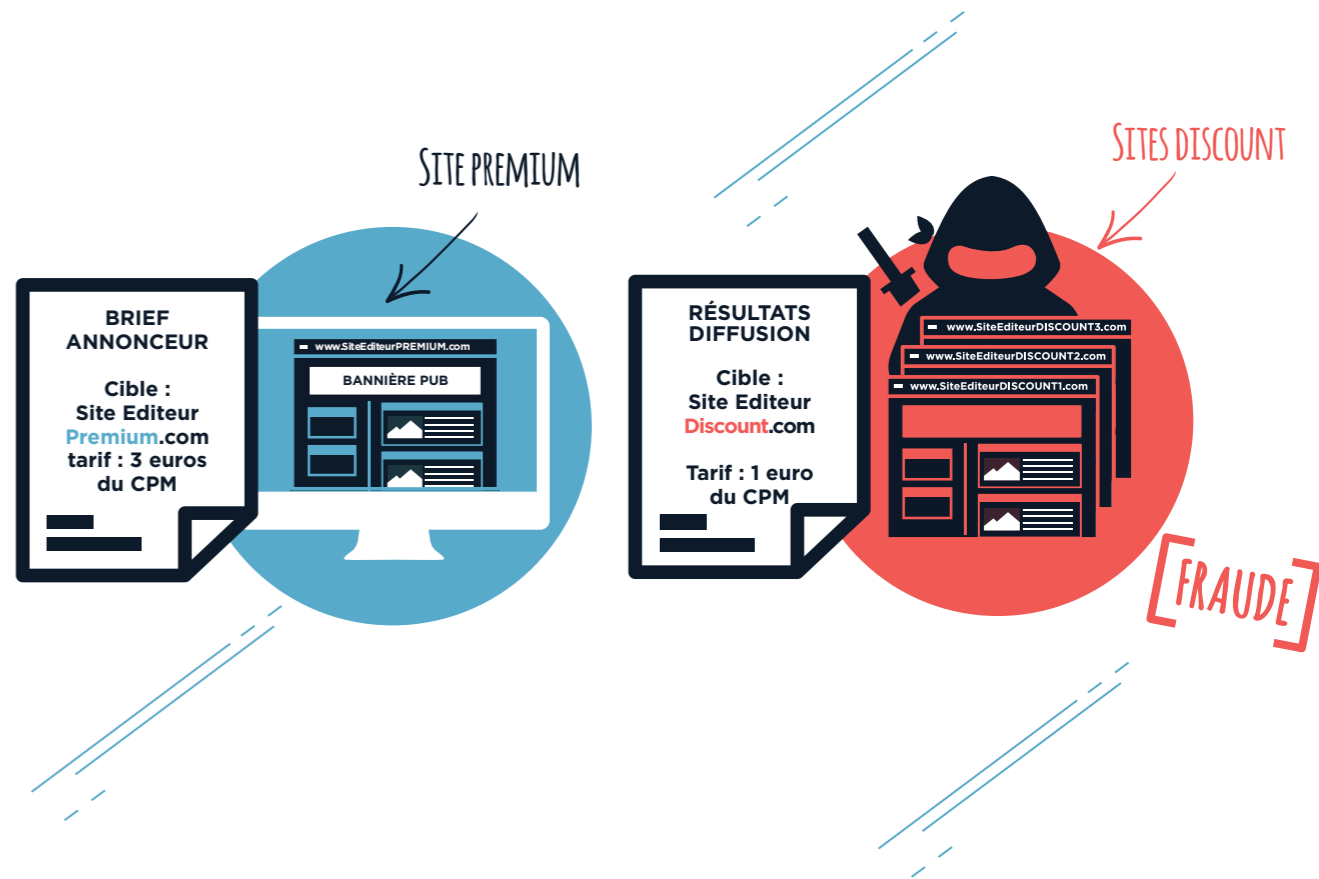 SITE PREMIUM
BRIEF
ANNONCEUR
Cible :
Site Editeur
Premium.com
tarif : 3 euros
du CPM
www.SiteEditeurPREMIUM.com
BANNIÈRE PUB
SITES DISCOUNT
RÉSULTATS
DIFFUSION
Cible :
Site Editeur
Discount.com
Tarif : 1 euro
du CPM
www.SiteEditeurDISCOUNT3.com
www.SiteEditeurDISCOUNT2.com
www.SiteEditeurDISCOUNT1.com
[FRAUDE]